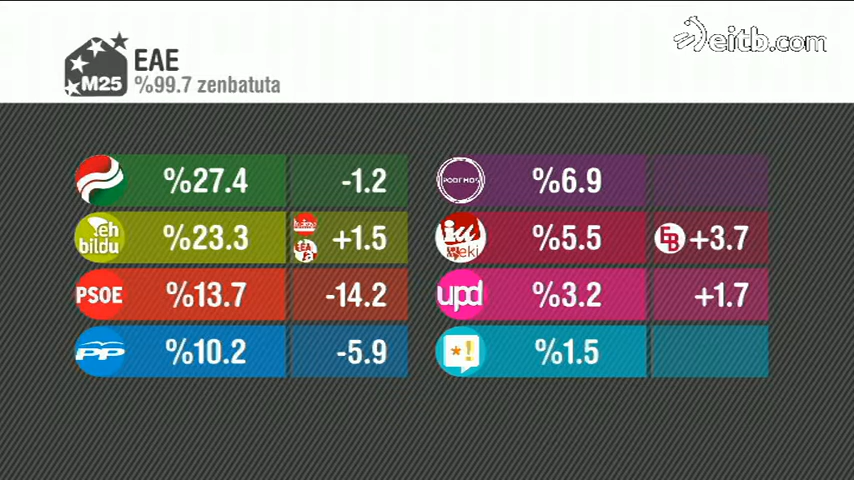 eitb.com
EAE
M25
%99.7 zenbatuta
%27.4 -1.2
eh bildu %23.3 +1.5
PSOE %13.7 -14.2
PP %10.2 -5.9
PODEMOS %6.9
iu eki %5.5 EB +3.7
upd %3.2 +1.7
*! %1.5